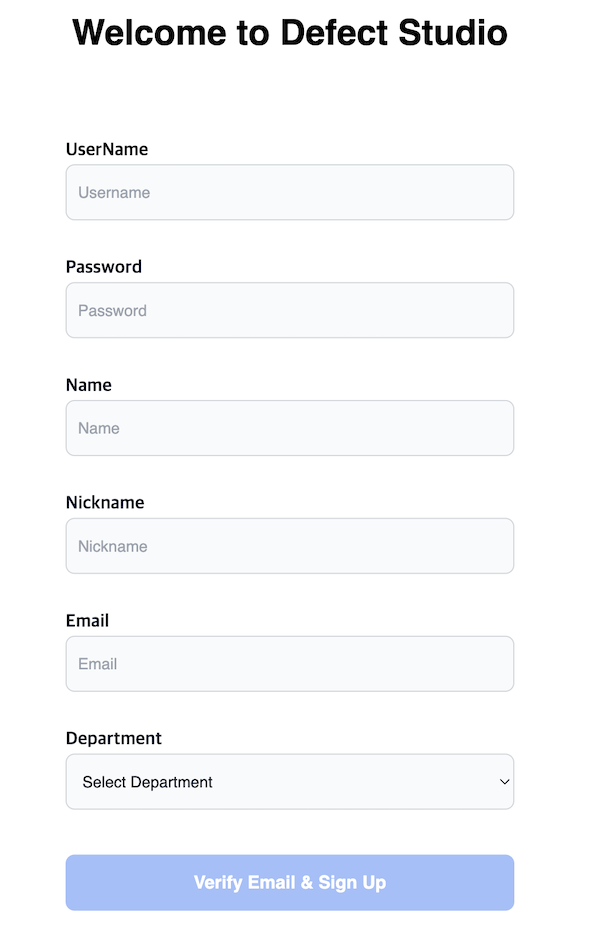 Welcome to Defect Studio
UserName
Username
Password
Password
Name
Name
Nickname
Nickname
Email
Email
Department
Select Department
Verify Email & Sign Up